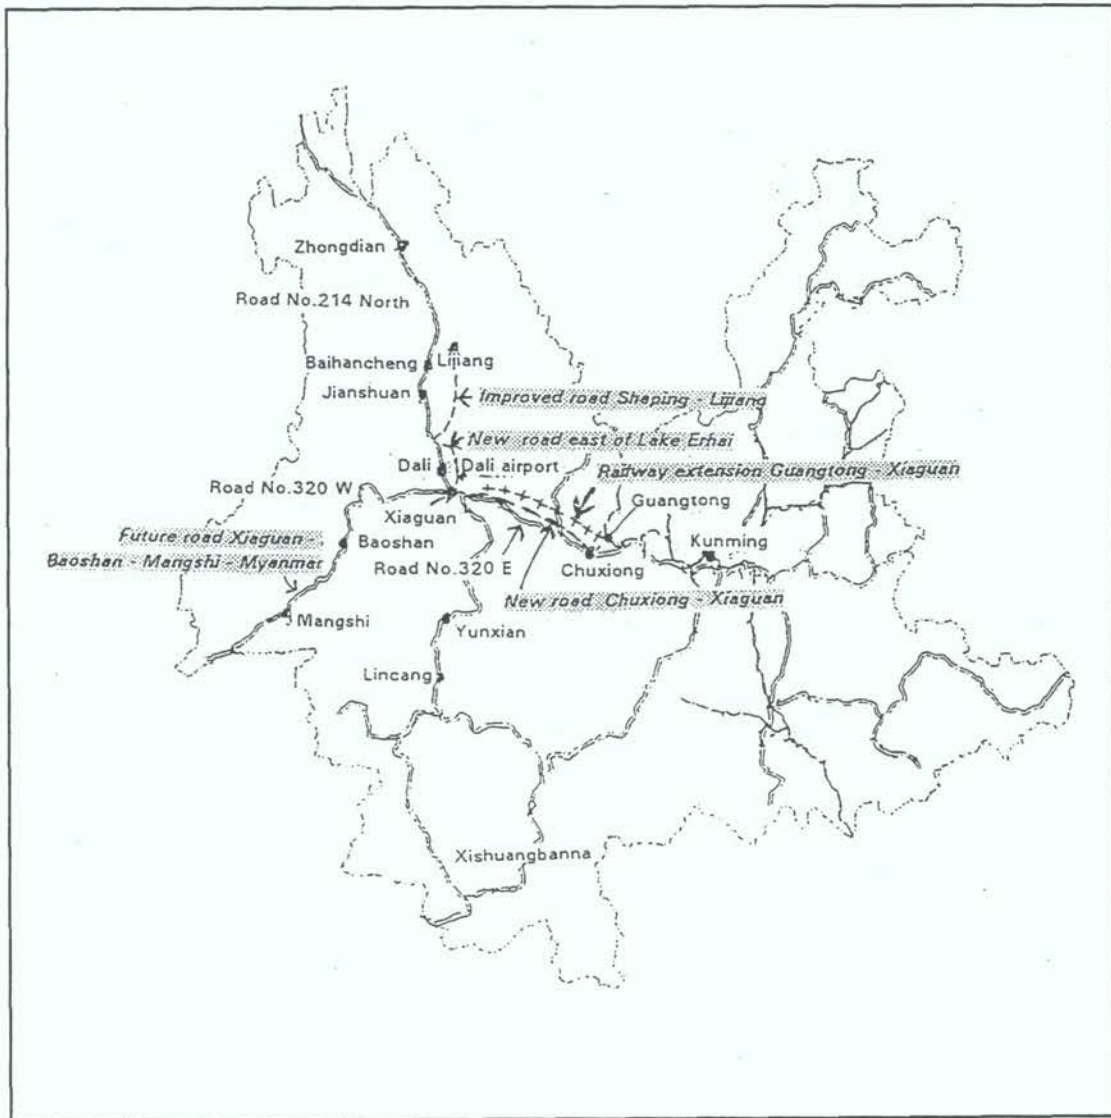 Zhongdian
Road No.214 North
Baihancheng
Lijiang
Jianshuan
Improved road Shaping - Lijiang
New road east of Lake Erhai
Dali
Dali airport
Railway extension Guangtong - Xiaguan
Road No.320 W
Guangtong
Xiaguan
Future road Xiaguan -
Baoshan - Mangshi - Myanmar
Baoshan
Kunming
Road No.320 E
Chuxiong
New road Chuxiong - Xiaguan
Mangshi
Yunxian
Lincang
Xishuangbanna